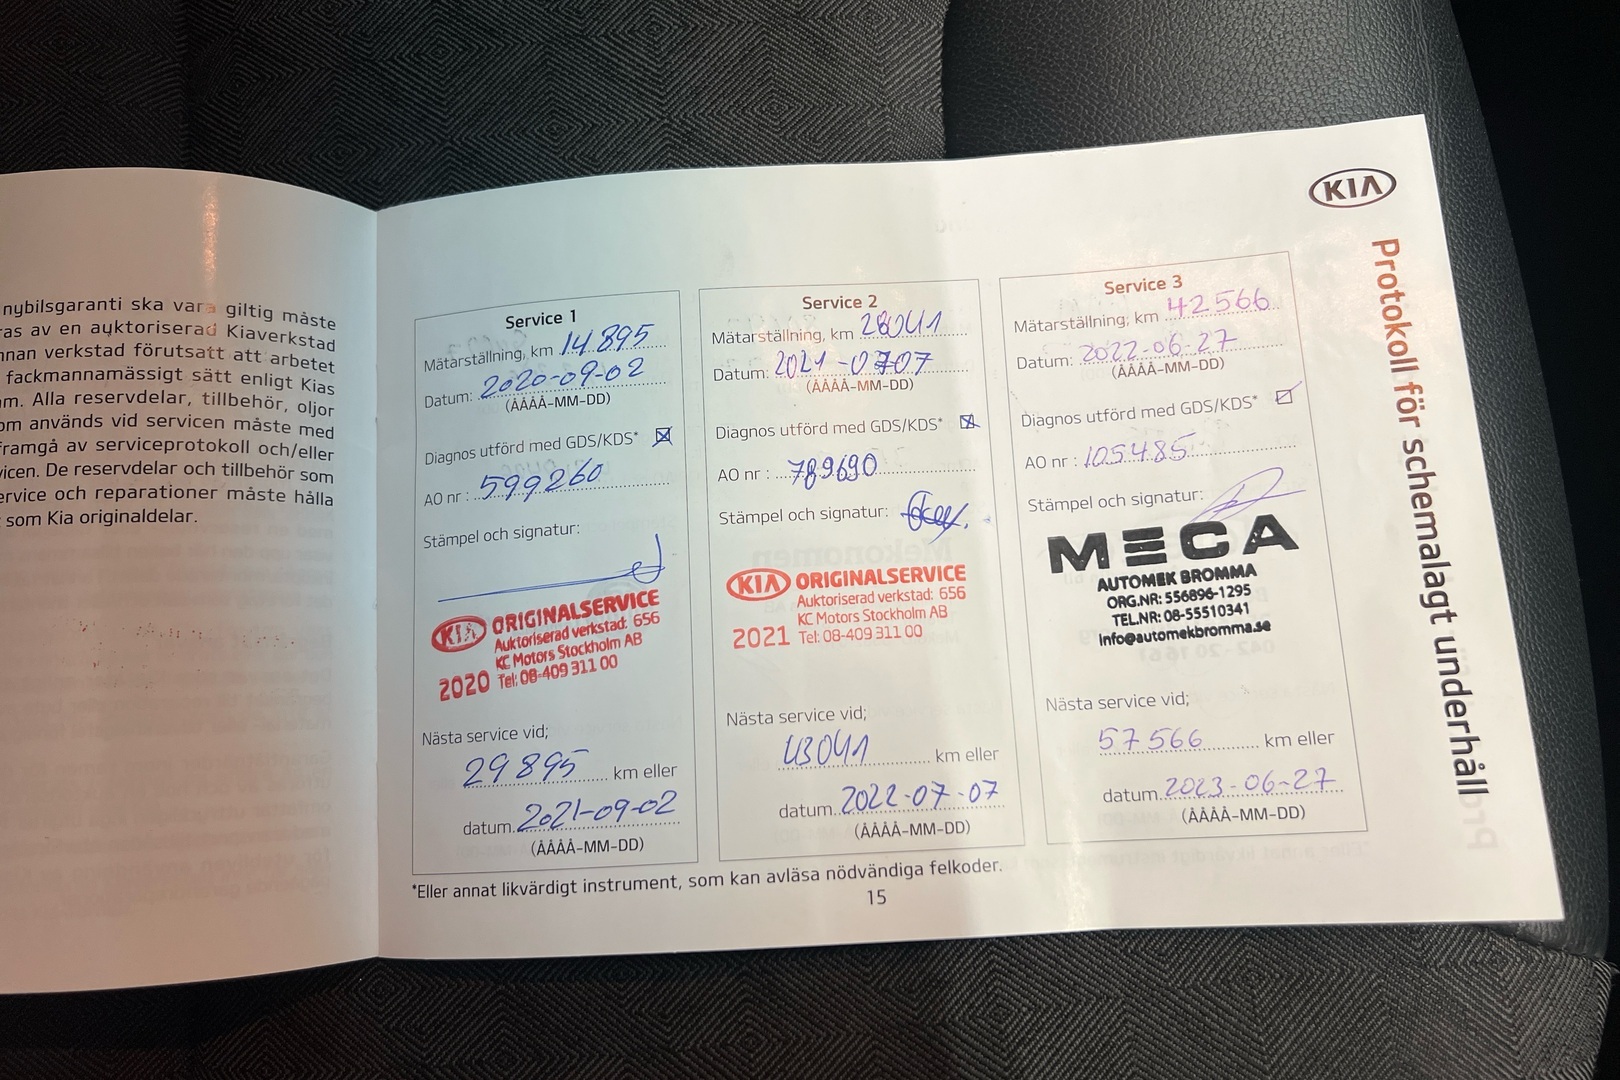 nybilsgaranti ska vara giltig måste
as av en auktoriserad Kiaverkstad
nnan verkstad förutsatt att arbetet
fackmannamässigt sätt enligt Kias
m. Alla reservdelar, tillbehör, oljor
om används vid servicen måste med
framgå av serviceprotokoll och/eller
vicen. De reservdelar och tillbehör som
ervice och reparationer måste hålla
som Kia originaldelar.
Service 1
Mätarställning, km 14 895
Datum: 2020-09-02
(ÅÅÅÅ-MM-DD)
Diagnos utförd med GDS/KDS*
AO nr : 599260
Stämpel och signatur:
KIA ORIGINALSERVICE
Auktoriserad verkstad: 656
KC Motors Stockholm AB
2020 Tel: 08-409 311 00
Nästa service vid;
29895 km eller
datum. 2021-09-02
(ÅÅÅÅ-MM-DD)
Service 2
Mätarställning, km 28041
Datum: 2021-0707
(ÅÅÅÅ-MM-DD)
Diagnos utförd med GDS/KDS*
AO nr : 789690
Stämpel och signatur:
KIA ORIGINALSERVICE
Auktoriserad verkstad: 656
KC Motors Stockholm AB
2021 Tel: 08-409 311 00
Nästa service vid;
43041 km eller
datum. 2022-07-07
(ÅÅÅÅ-MM-DD)
Service 3
Mätarställning, km 42566
Datum: 2022-06-27
(ÅÅÅÅ-MM-DD)
Diagnos utförd med GDS/KDS*
AO nr : 105485
Stämpel och signatur:
MECA
AUTOMEK BROMMA
ORG.NR: 556896-1295
TEL.NR: 08-55510341
Info@automekbromma.se
Nästa service vid;
57566 km eller
datum. 2023-06-27
(ÅÅÅÅ-MM-DD)
*Eller annat likvärdigt instrument, som kan avläsa nödvändiga felkoder.
15
KIA
Protokoll för schemalagt underhåll